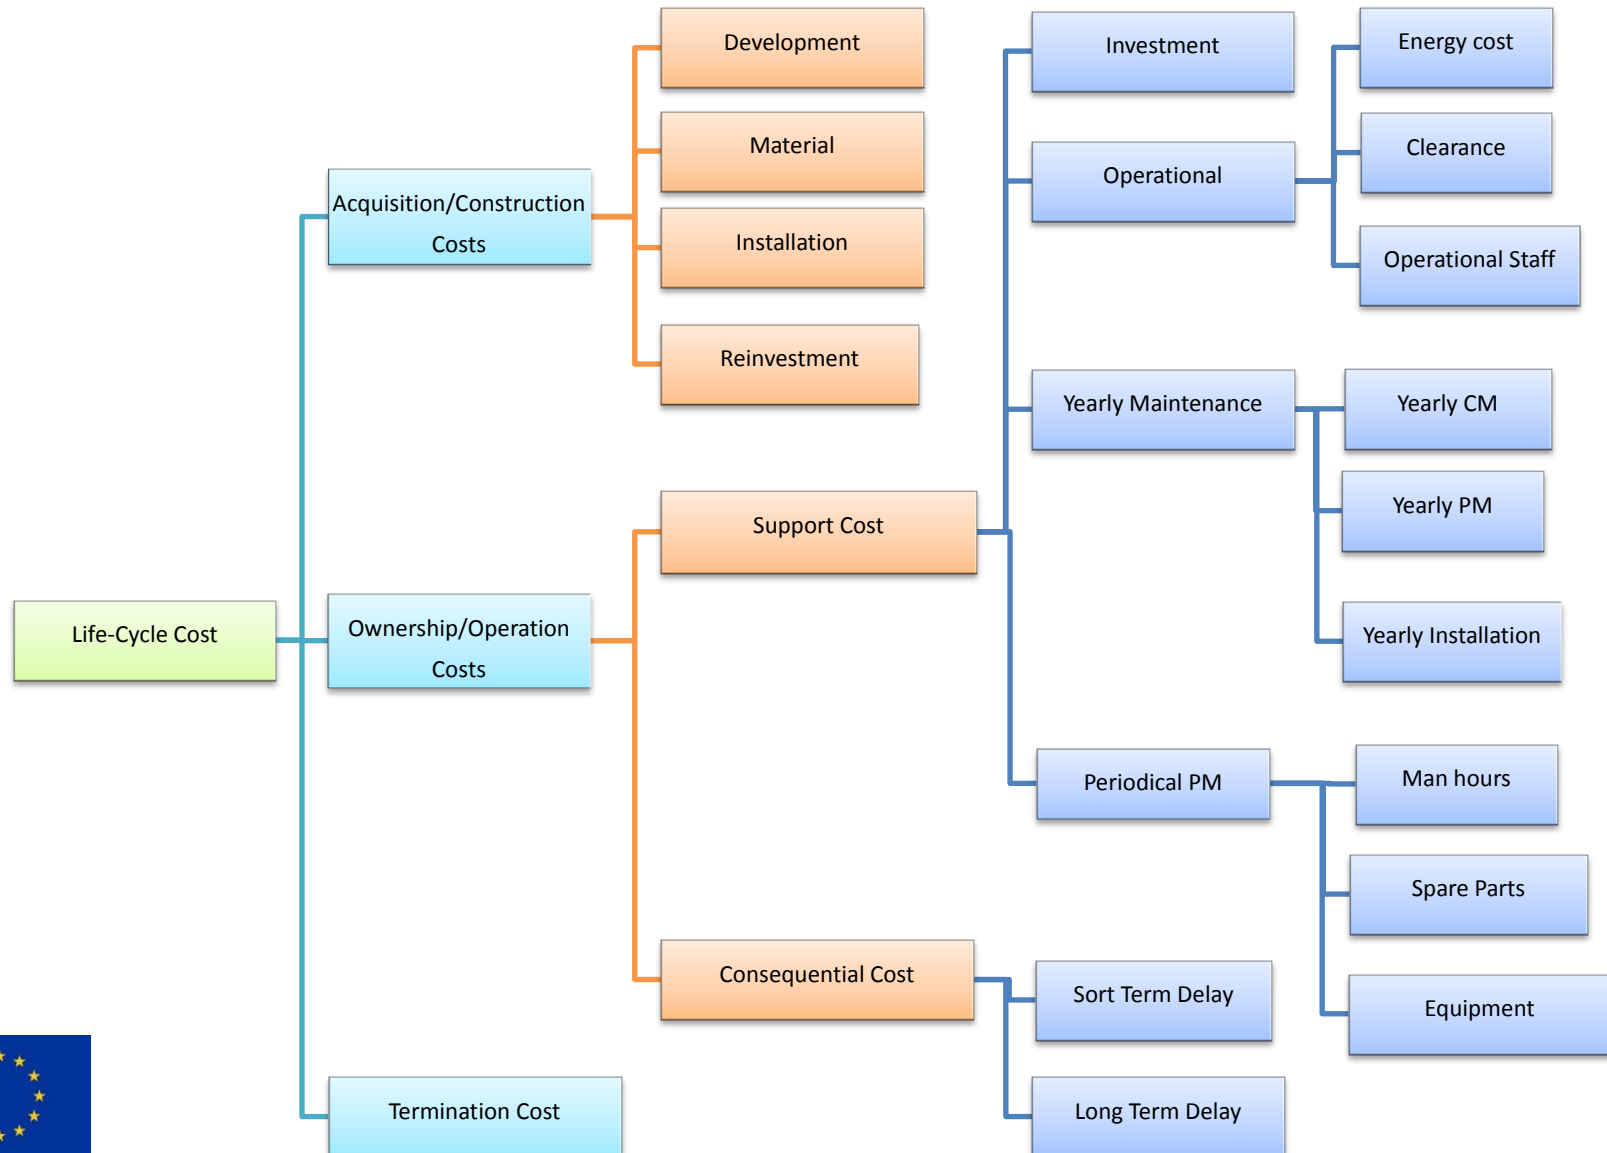 Life-Cycle Cost
Acquisition/Construction
Costs
Ownership/Operation
Costs
Termination Cost
Development
Material
Installation
Reinvestment
Support Cost
Consequential Cost
Investment
Operational
Yearly Maintenance
Periodical PM
Sort Term Delay
Long Term Delay
Energy cost
Clearance
Operational Staff
Yearly CM
Yearly PM
Yearly Installation
Man hours
Spare Parts
Equipment